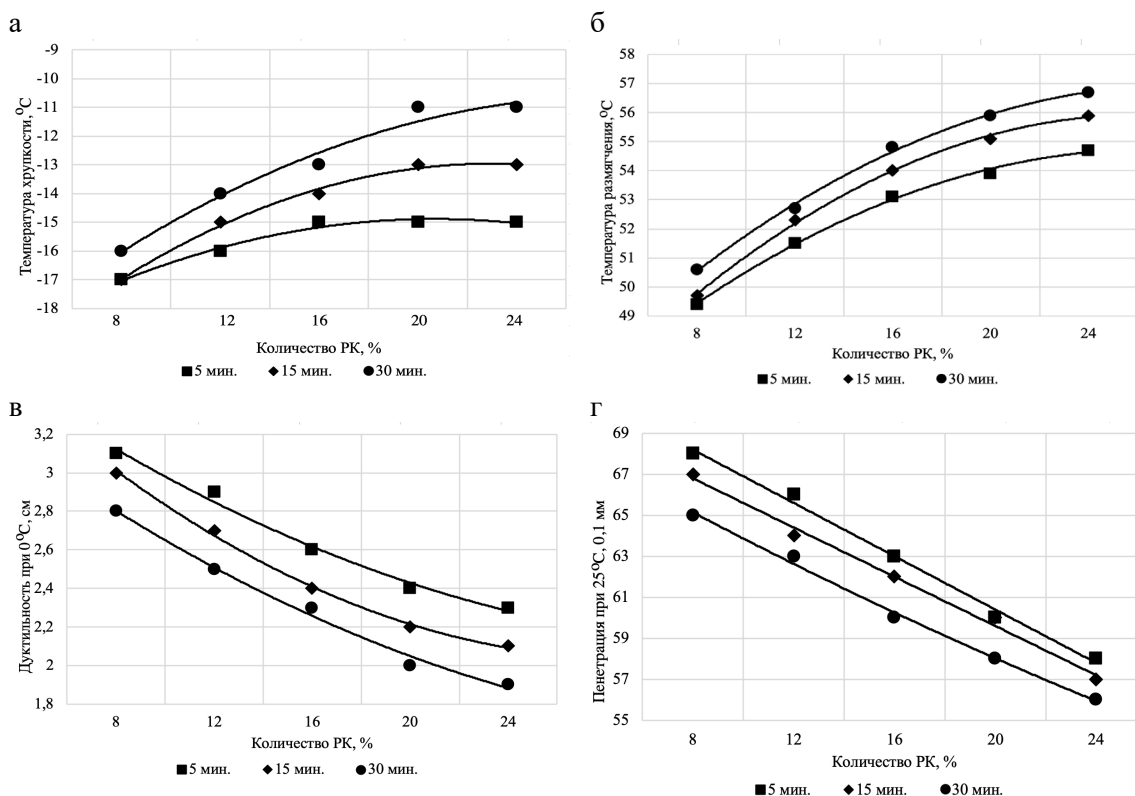 а
Температура хрупкости,⁰С
-9
-10
-11
-12
-13
-14
-15
-16
-17
-18
8 12 16 20 24
Количество РК, %
5 мин. 15 мин. 30 мин.
б
Температура размягчения,⁰С
58
57
56
55
54
53
52
51
50
49
8 12 16 20 24
Количество РК, %
5 мин. 15 мин. 30 мин.
в
Дуктильность при 0⁰С, см
3,2
3
2,8
2,6
2,4
2,2
2
1,8
8 12 16 20 24
Количество РК, %
5 мин. 15 мин. 30 мин.
г
Пенетрация при 25⁰С, 0,1 мм
69
67
65
63
61
59
57
55
8 12 16 20 24
Количество РК, %
5 мин. 15 мин. 30 мин.